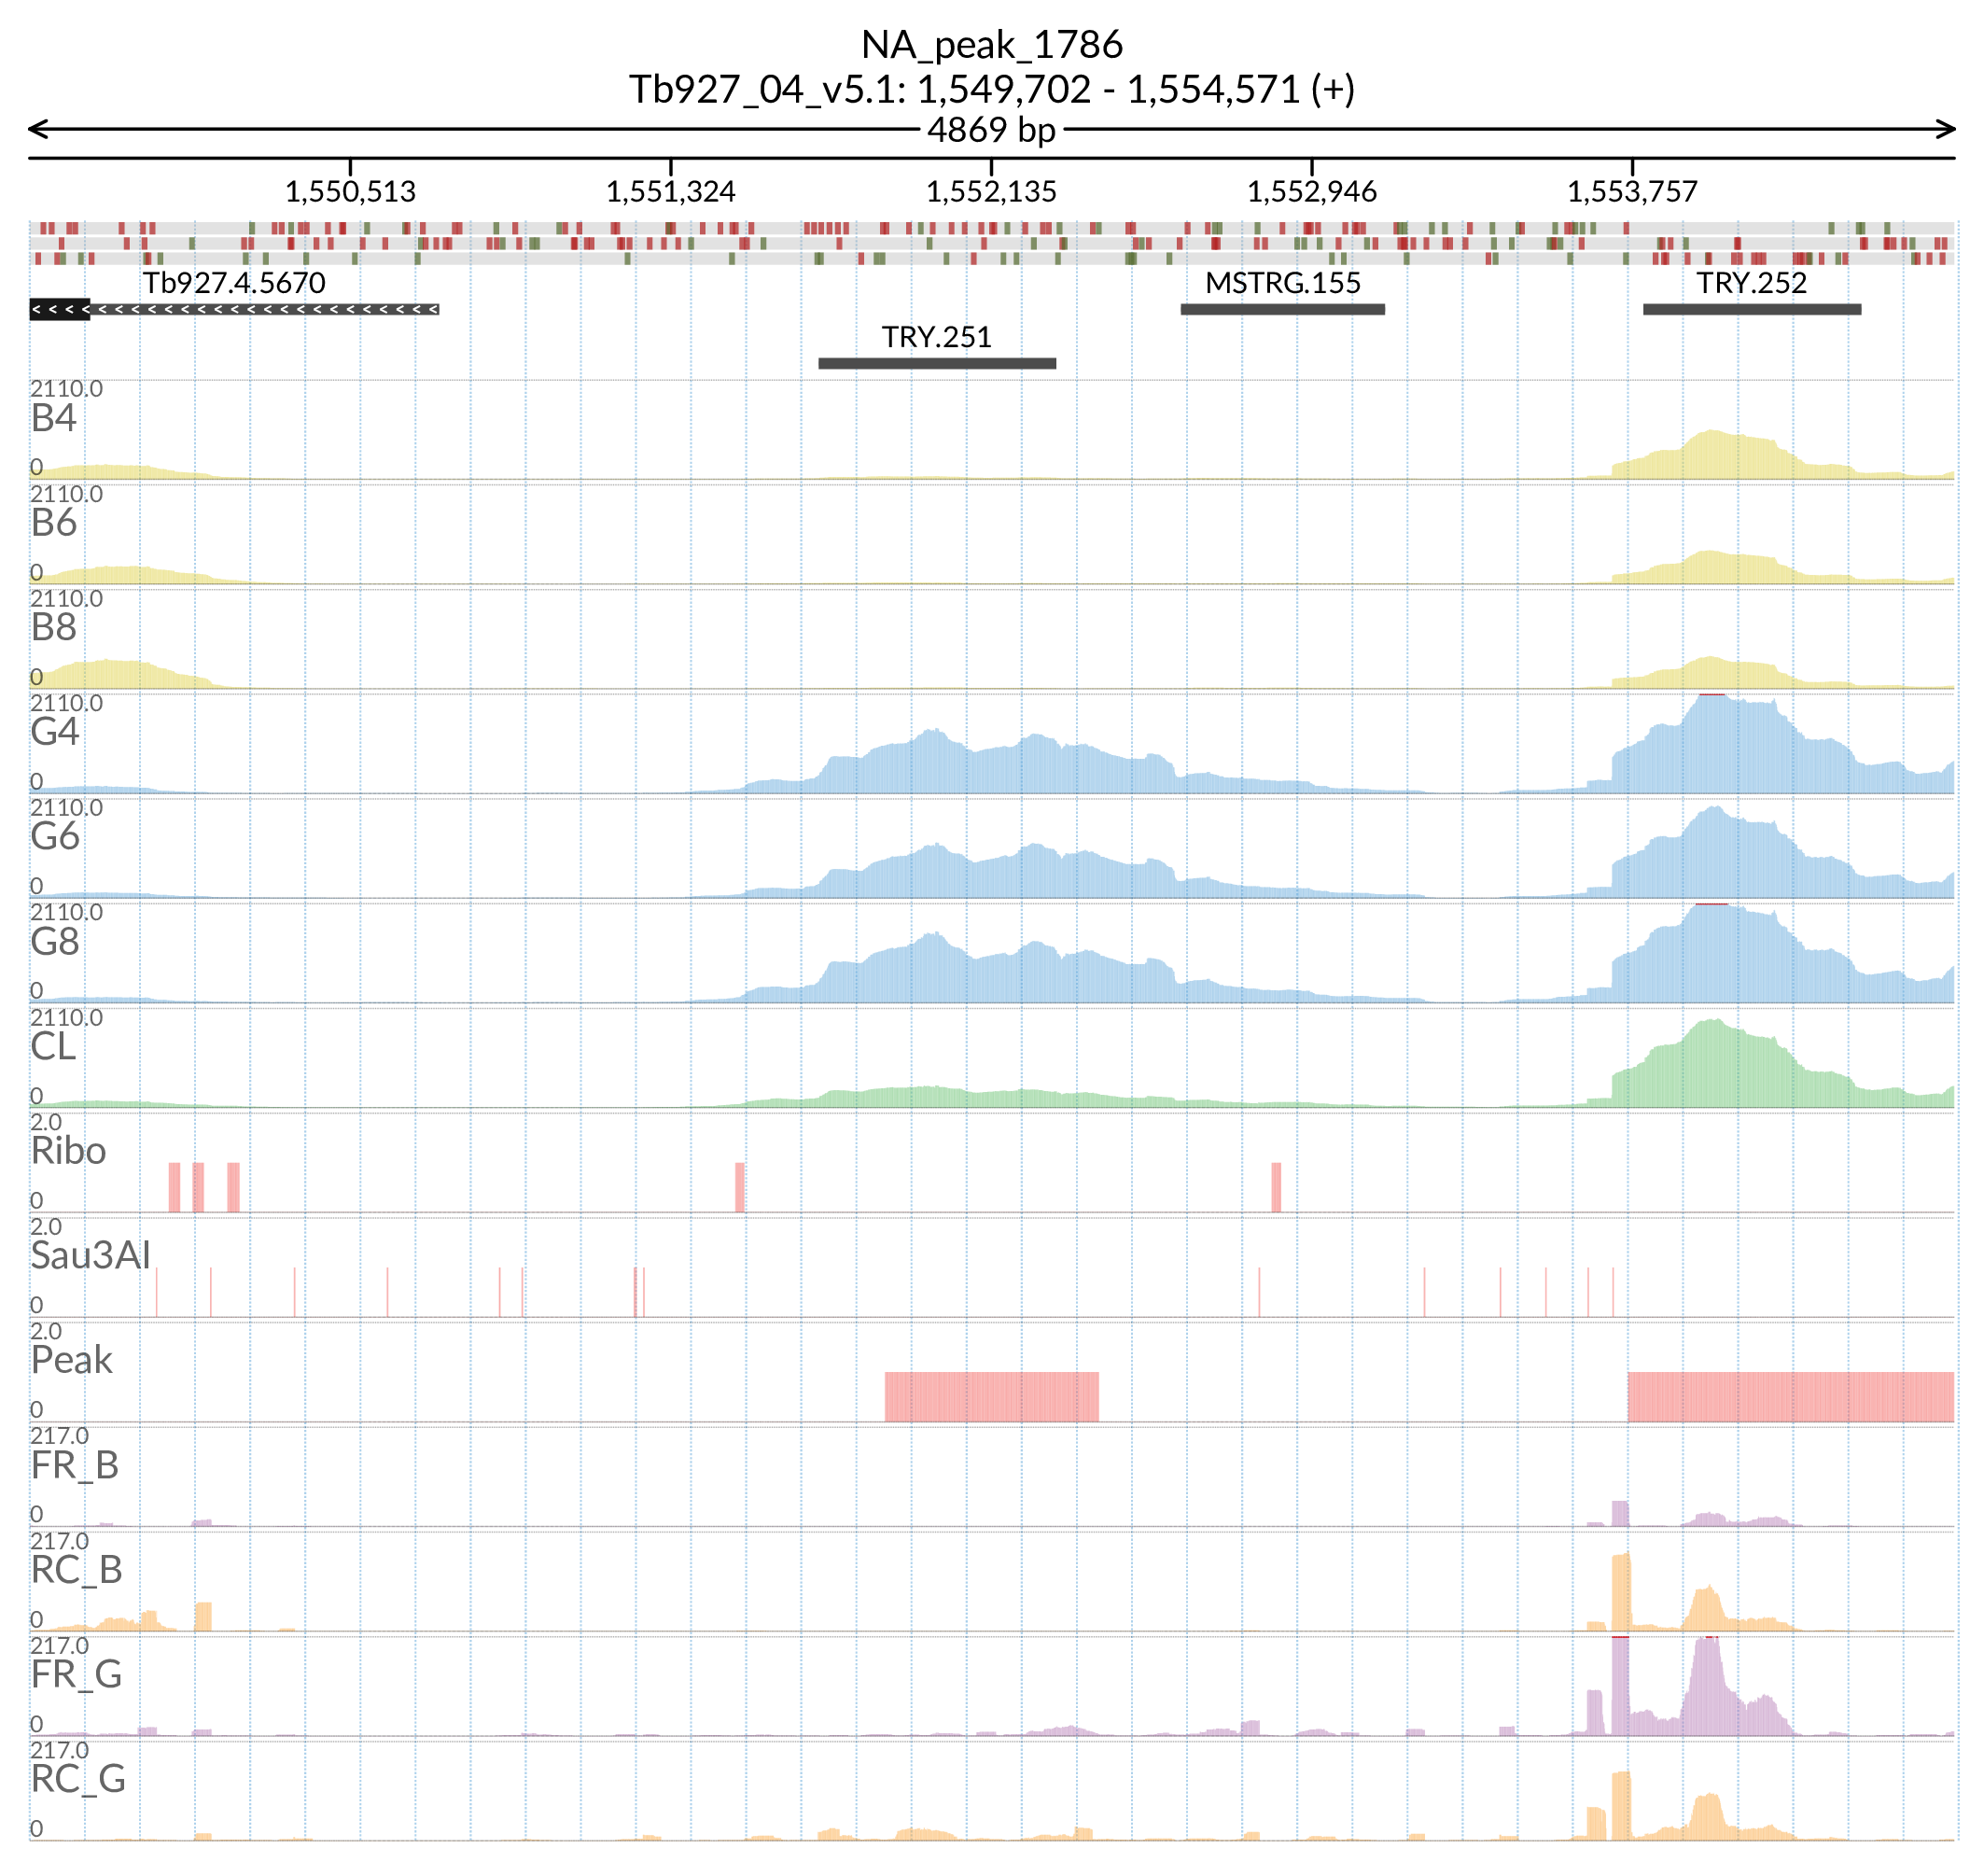 NA_peak_1786
Tb927_04_v5.1: 1,549,702 - 1,554,571 (+)
4869 bp
1,550,513 1,551,324 1,552,135 1,552,946 1,553,757
Tb927.4.5670 MSTRG.155 TRY.252
TRY.251
2110.0
B4
0
2110.0
B6
0
2110.0
B8
0
2110.0
G4
0
2110.0
G6
0
2110.0
G8
0
2110.0
CL
0
2.0
Ribo
0
2.0
Sau3AI
0
2.0
Peak
0
217.0
FR_B
0
217.0
RC_B
0
217.0
FR_G
0
217.0
RC_G
0